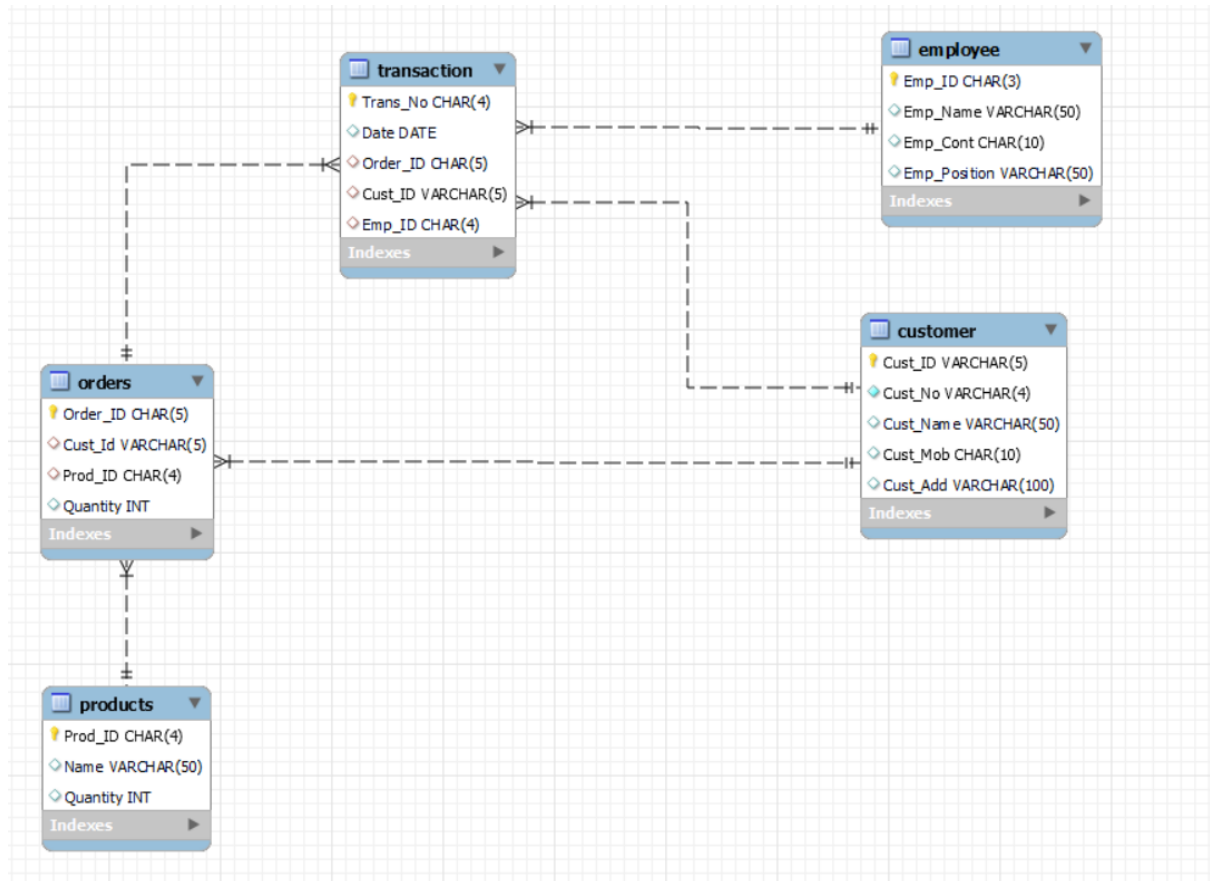 transaction
Trans_No CHAR(4)
Date DATE
Order_ID CHAR(5)
Cust_ID VARCHAR(5)
Emp_ID CHAR(4)
Indexes
employee
Emp_ID CHAR(3)
Emp_Name VARCHAR(50)
Emp_Cont CHAR(10)
Emp_Position VARCHAR(50)
Indexes
customer
Cust_ID VARCHAR(5)
Cust_No VARCHAR(4)
Cust_Name VARCHAR(50)
Cust_Mob CHAR(10)
Cust_Add VARCHAR(100)
Indexes
orders
Order_ID CHAR(5)
Cust_Id VARCHAR(5)
Prod_ID CHAR(4)
Quantity INT
Indexes
products
Prod_ID CHAR(4)
Name VARCHAR(50)
Quantity INT
Indexes